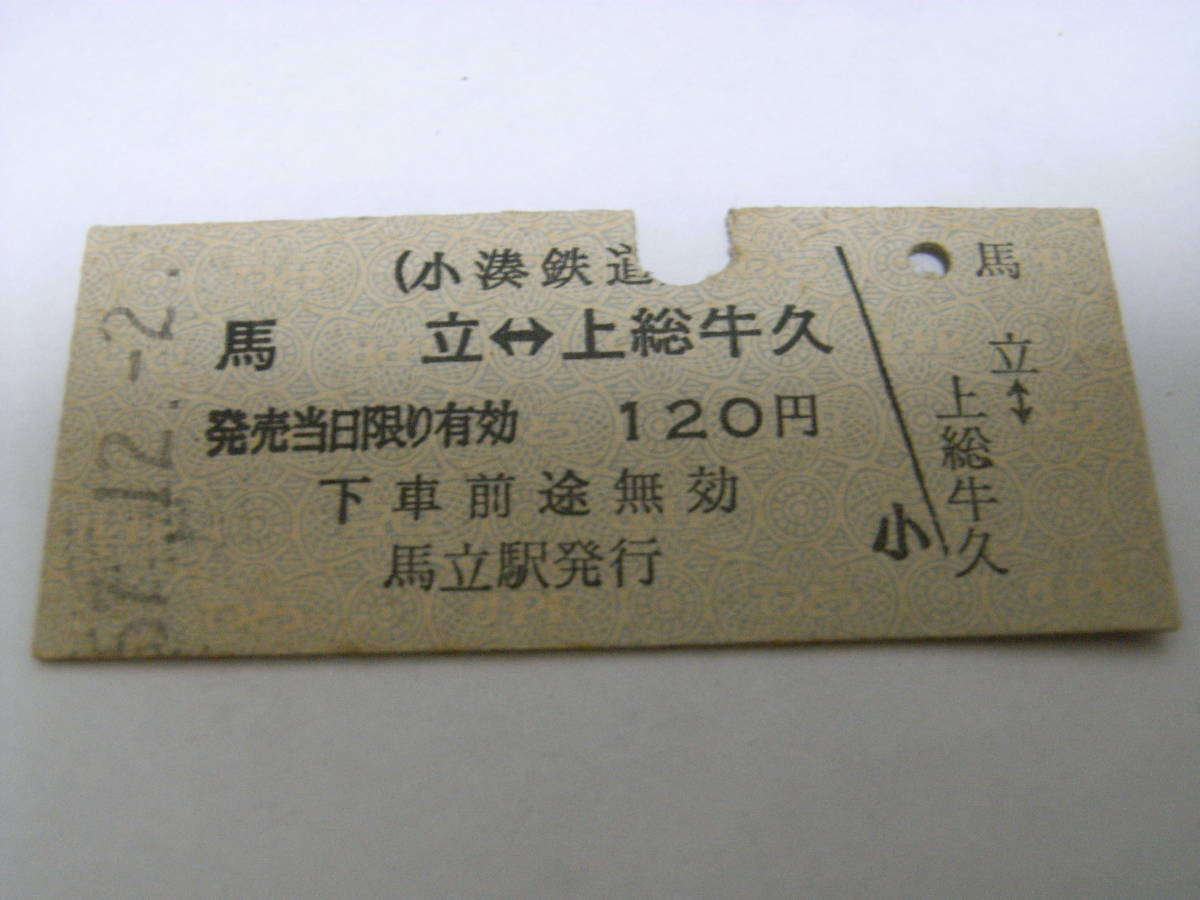 (小湊鉄道
馬立↔上総牛久
発売当日限り有効 120円
下車前途無効
馬立駅発行
馬立↔上総牛久
小
12.-2.